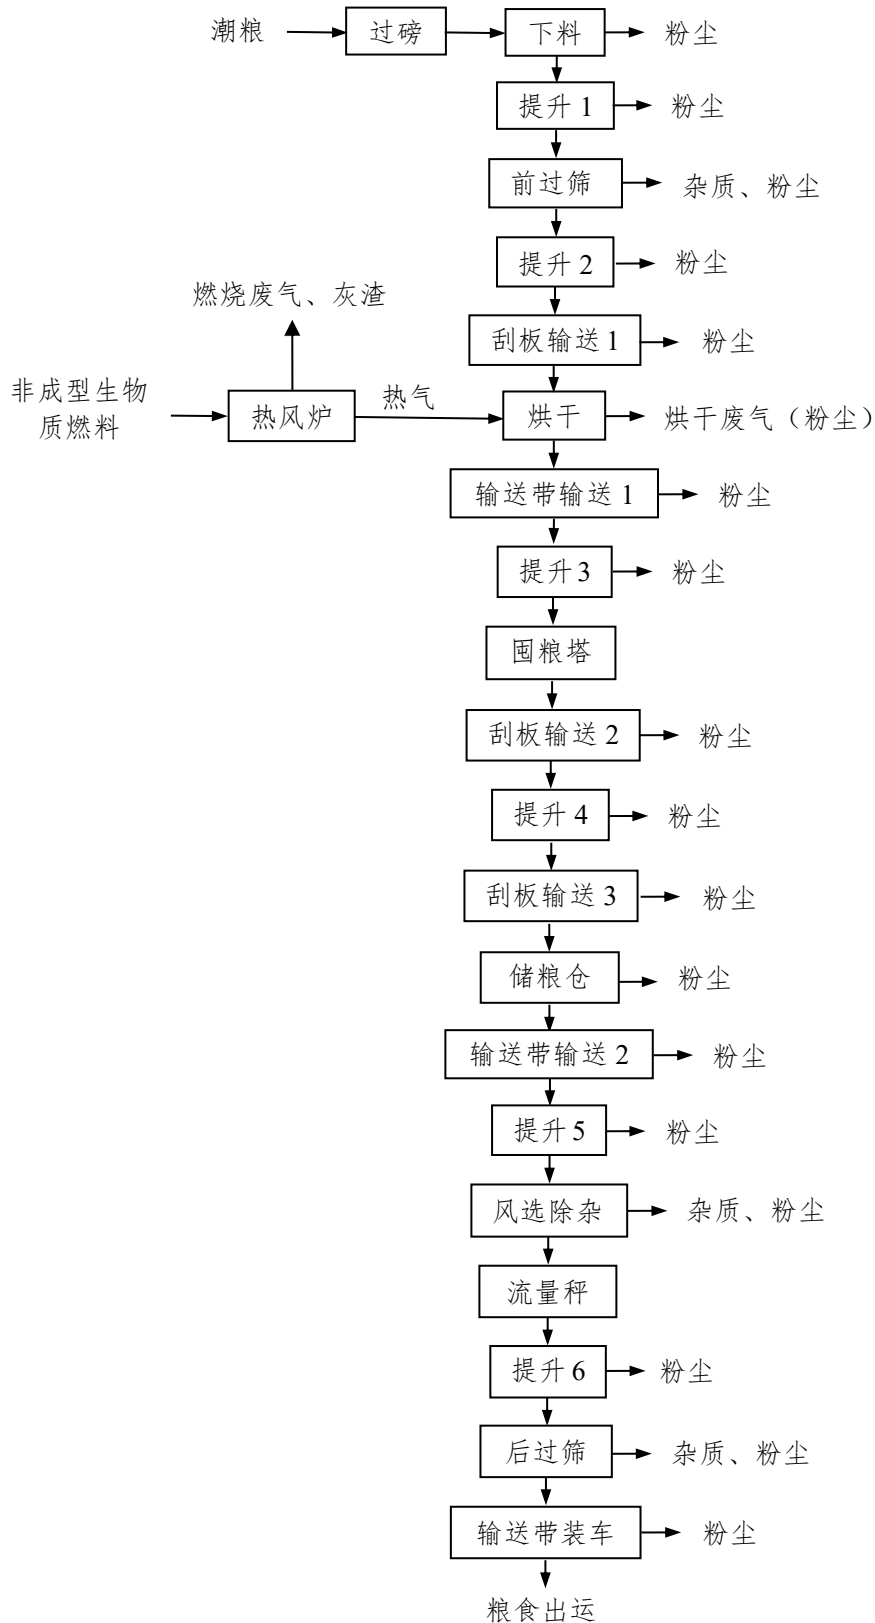 潮粮
过磅
下料
粉尘
提升1
粉尘
前过筛
杂质、粉尘
提升2
粉尘
燃烧废气、灰渣
刮板输送1
粉尘
非成型生物
质燃料
热风炉
热气
烘干
烘干废气（粉尘）
输送带输送1
粉尘
提升3
粉尘
囤粮塔
刮板输送2
粉尘
提升4
粉尘
刮板输送3
粉尘
储粮仓
粉尘
输送带输送2
粉尘
提升5
粉尘
风选除杂
杂质、粉尘
流量秤
提升6
粉尘
后过筛
杂质、粉尘
输送带装车
粉尘
粮食出运